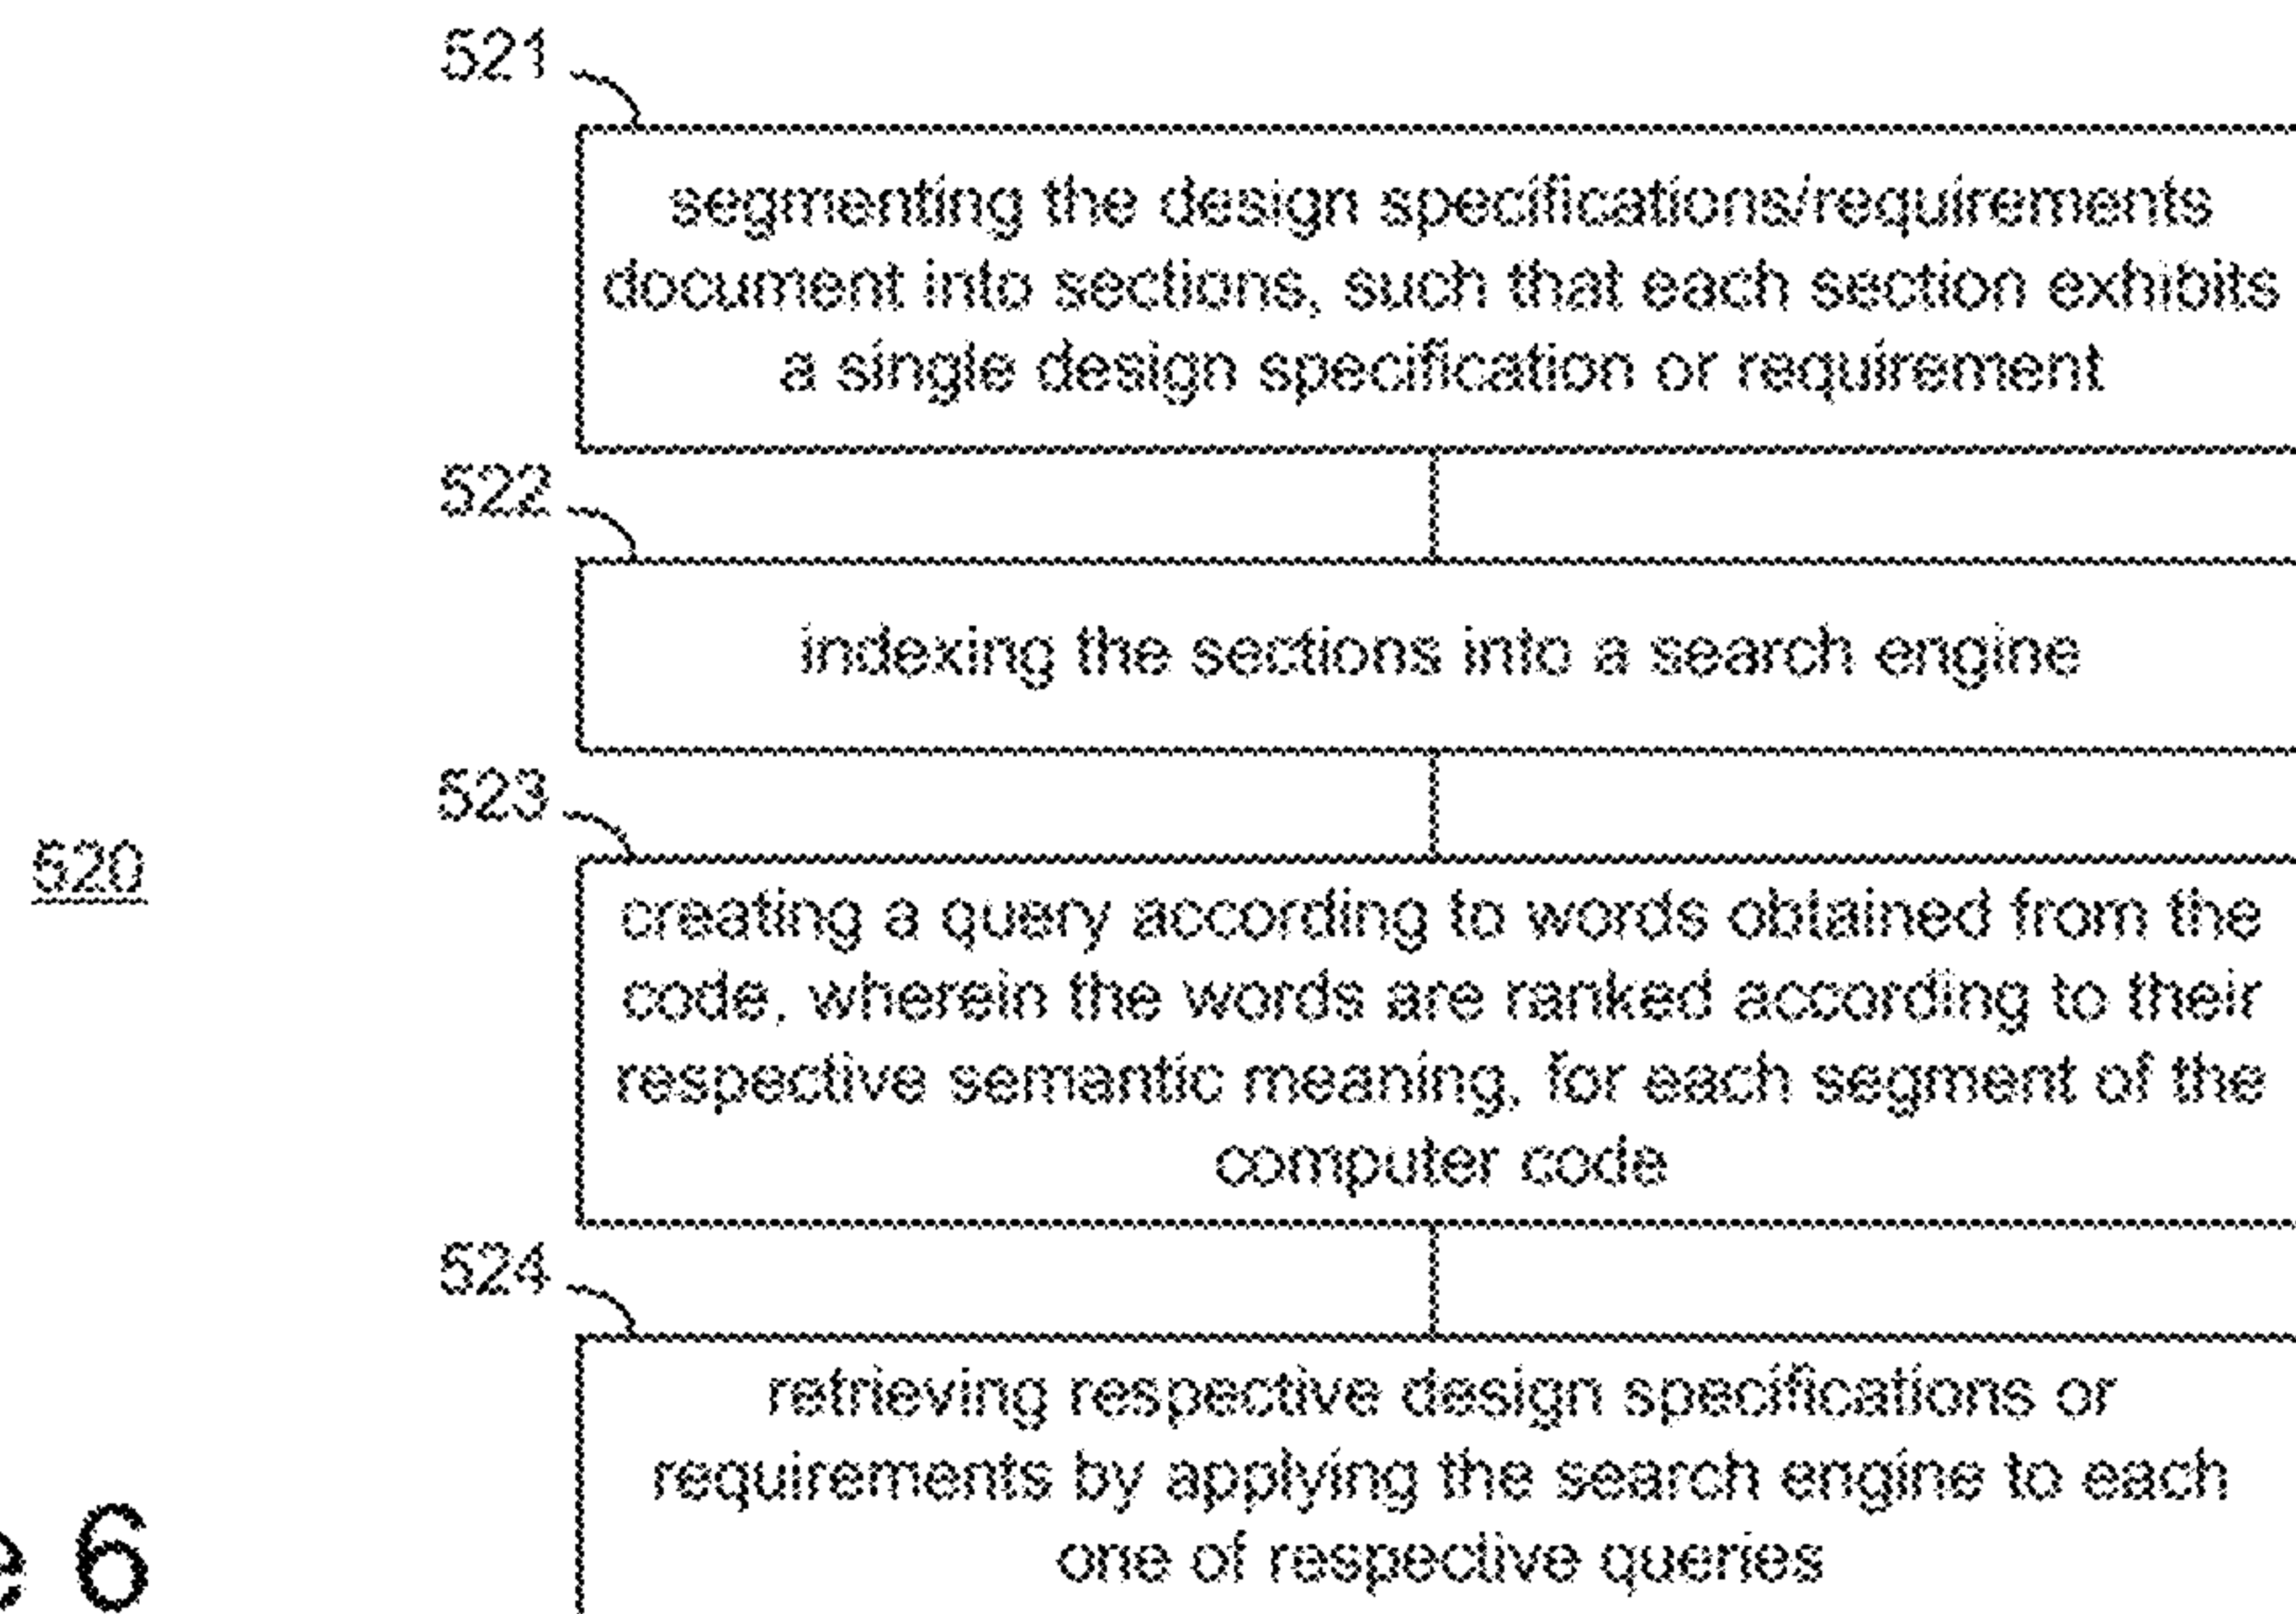 521
segmenting the design specifications/requirements
document into sections, such that each section exhibits
a single design specification or requirement
522
indexing the sections into a search engine
523
520
creating a query according to words obtained from the
code, wherein the words are ranked according to their
respective semantic meaning, for each segment of the
computer code
524
retrieving respective design specifications or
requirements by applying the search engine to each
one of respective queries
6